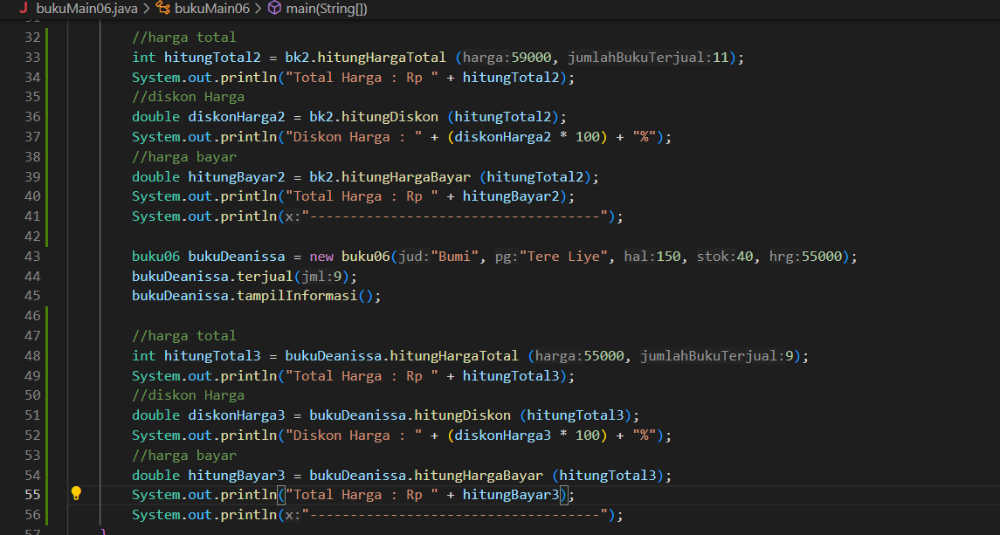 bukuMain06.java > bukuMain06 > main(String[])
32 //harga total
33 int hitungTotal2 = bk2.hitungHargaTotal (harga:59000, jumlahBukuTerjual:11);
34 System.out.println("Total Harga : Rp " + hitungTotal2);
35 //diskon Harga
36 double diskonHarga2 = bk2.hitungDiskon (hitungTotal2);
37 System.out.println("Diskon Harga : " + (diskonHarga2 * 100) + "%");
38 //harga bayar
39 double hitungBayar2 = bk2.hitungHargaBayar (hitungTotal2);
40 System.out.println("Total Harga : Rp " + hitungBayar2);
41 System.out.println(x:"------------------------------------");
42
43 buku06 bukuDeanissa = new buku06(jud:"Bumi", pg:"Tere Liye", hal:150, stok:40, hrg:55000);
44 bukuDeanissa.terjual(jml:9);
45 bukuDeanissa.tampilInformasi();
46
47 //harga total
48 int hitungTotal3 = bukuDeanissa.hitungHargaTotal (harga:55000, jumlahBukuTerjual:9);
49 System.out.println("Total Harga : Rp " + hitungTotal3);
50 //diskon Harga
51 double diskonHarga3 = bukuDeanissa.hitungDiskon (hitungTotal3);
52 System.out.println("Diskon Harga : " + (diskonHarga3 * 100) + "%");
53 //harga bayar
54 double hitungBayar3 = bukuDeanissa.hitungHargaBayar (hitungTotal3);
55 System.out.println("Total Harga : Rp " + hitungBayar3);
56 System.out.println(x:"------------------------------------");
57 }